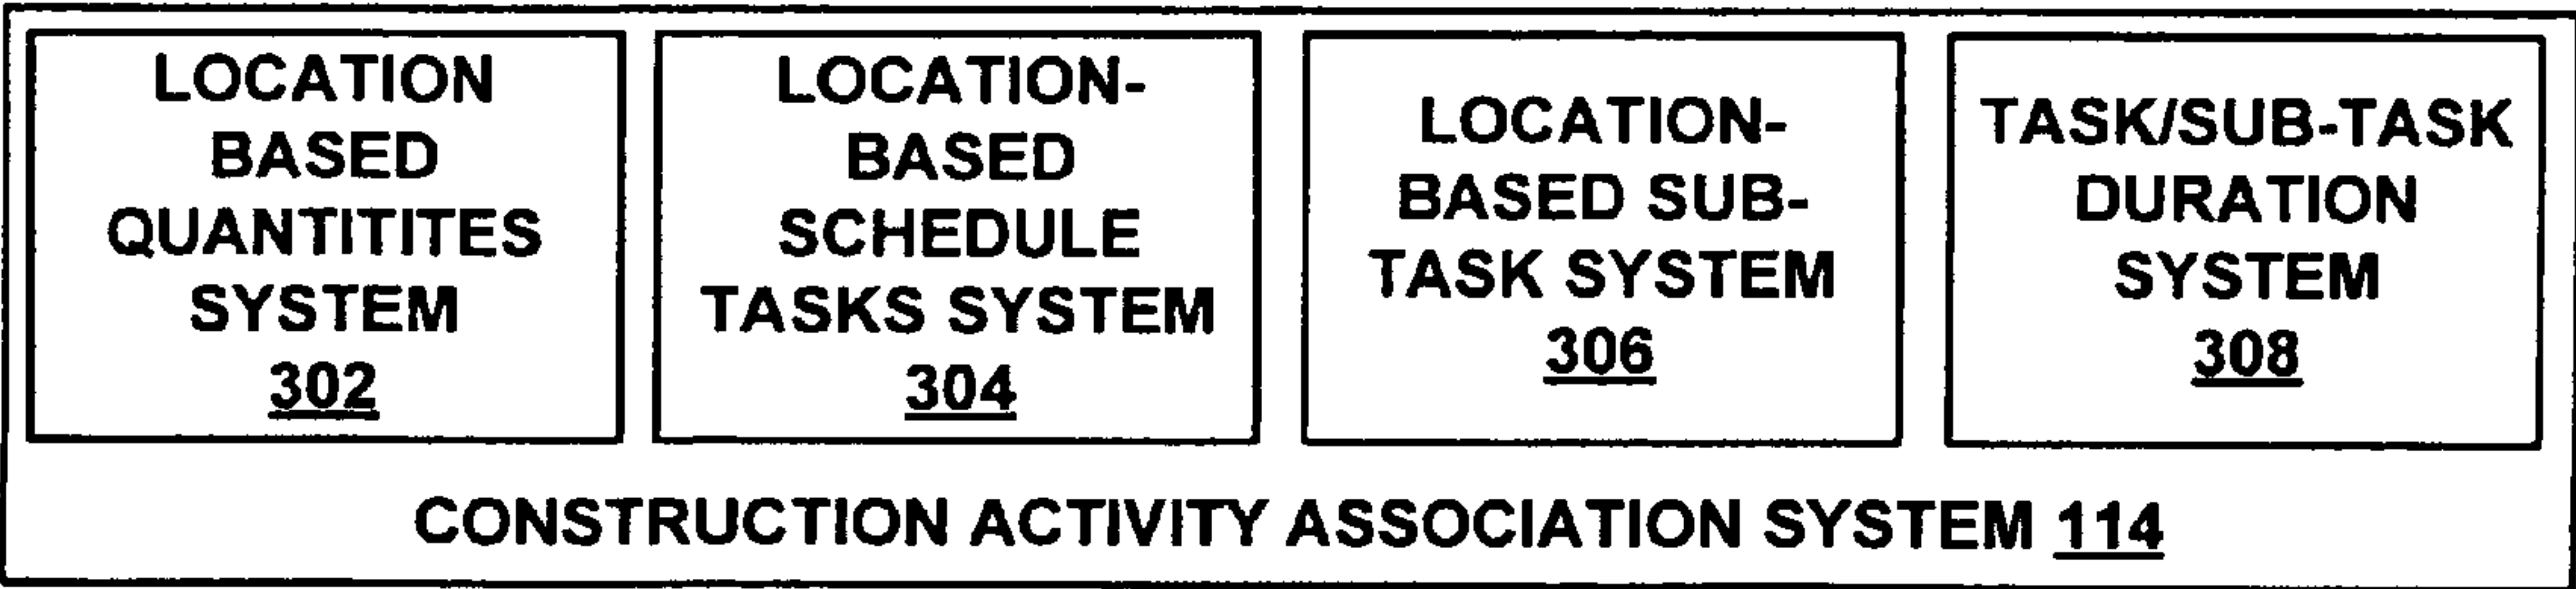 LOCATION
BASED
QUANTITITES
SYSTEM
302
LOCATION-
BASED
SCHEDULE
TASKS SYSTEM
304
LOCATION-
BASED SUB-
TASK SYSTEM
306
TASK/SUB-TASK
DURATION
SYSTEM
308
CONSTRUCTION ACTIVITY ASSOCIATION SYSTEM 114